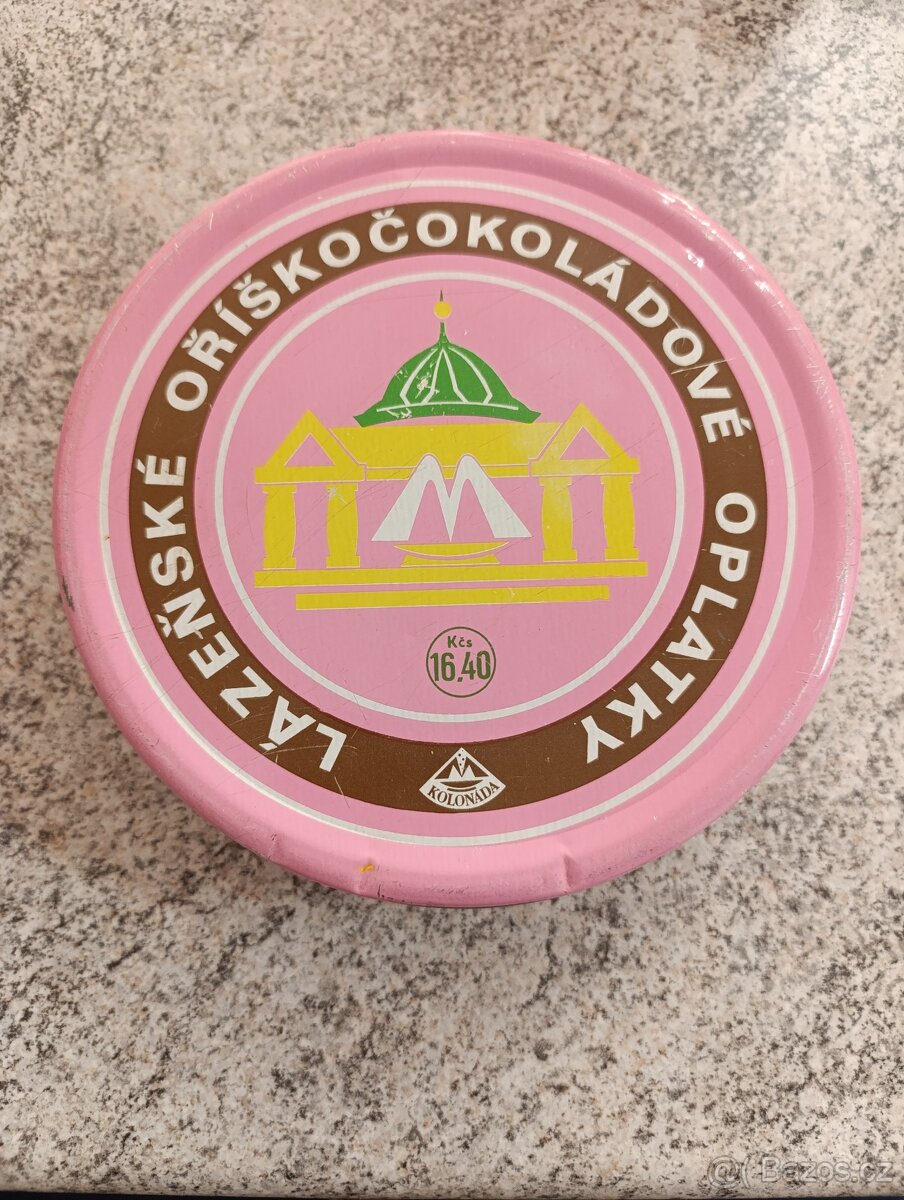 LÁZEŇSKÉ OŘÍŠKOČOKOLÁDOVÉ OPLATKY
M
Kčs
16,40
KOLONÁDA
Bazos.cz